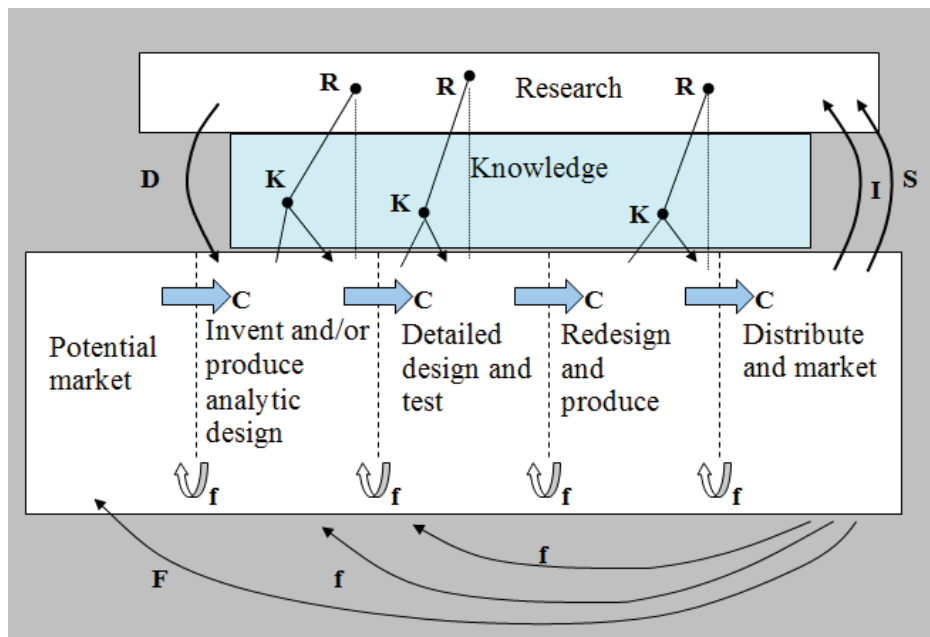 R
R
Research
R
D
K
Knowledge
K
K
I
S
C
C
C
C
Potential
market
Invent and/or
produce
analytic
design
Detailed
design and
test
Redesign
and
produce
Distribute
and market
f
f
f
f
F
f
f